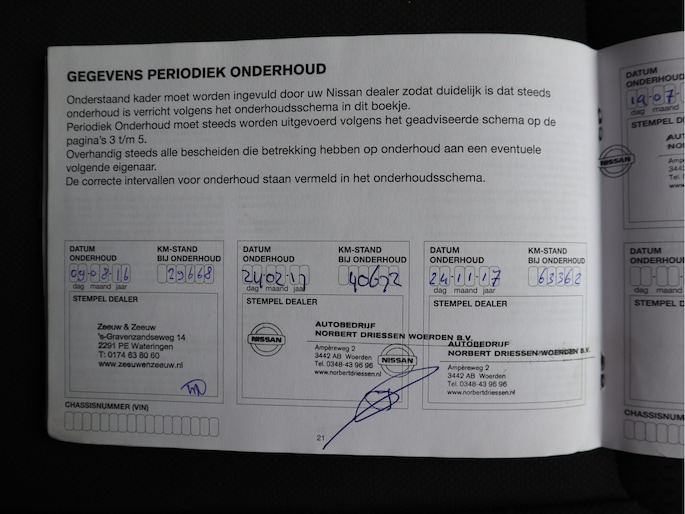 GEGEVENS PERIODIEK ONDERHOUD
Onderstaand kader moet worden ingevuld door uw Nissan dealer zodat duidelijk is dat steeds
onderhoud is verricht volgens het onderhoudsschema in dit boekje.
Periodiek Onderhoud moet steeds worden uitgevoerd volgens het geadviseerde schema op de
pagina's 3 t/m 5.
Overhandig steeds alle bescheiden die betrekking hebben op onderhoud aan een eventuele
volgende eigenaar.
De correcte intervallen voor onderhoud staan vermeld in het onderhoudsschema.
DATUM
ONDERHOUD
KM-STAND
BIJ ONDERHOUD
09-08-16
29668
dag maand jaar
STEMPEL DEALER
Zeeuw & Zeeuw
's-Gravenzandseweg 14
2291 PE Wateringen
T: 0174 63 80 60
www.zeeuwenzeeuw.nl
CHASSISNUMMER (VIN)
DATUM
ONDERHOUD
KM-STAND
BIJ ONDERHOUD
24-02-17
40672
dag maand jaar
STEMPEL DEALER
NISSAN
AUTOBEDRIJF
NORBERT DRIESSEN WOERDEN B.V.
Ampèreweg 2
3442 AB Woerden
Tel. 0348-43 96 96
www.norbertdriessen.nl
DATUM
ONDERHOUD
KM-STAND
BIJ ONDERHOUD
24-11-17
63362
dag maand jaar
STEMPEL DEALER
NISSAN
AUTOBEDRIJF
NORBERT DRIESSEN WOERDEN B.V.
Ampèreweg 2
3442 AB Woerden
Tel. 0348-43 96 96
www.norbertdriessen.nl
21
DATUM
ONDERHOUD
19-07-
dag maand
STEMPEL DEALER
NISSAN
AUTO
NORB
Ampè
3442 A
Tel. 0
www.n
DATUM
ONDERHOUD
dag maand
STEMPEL D
CHASSISNUMM